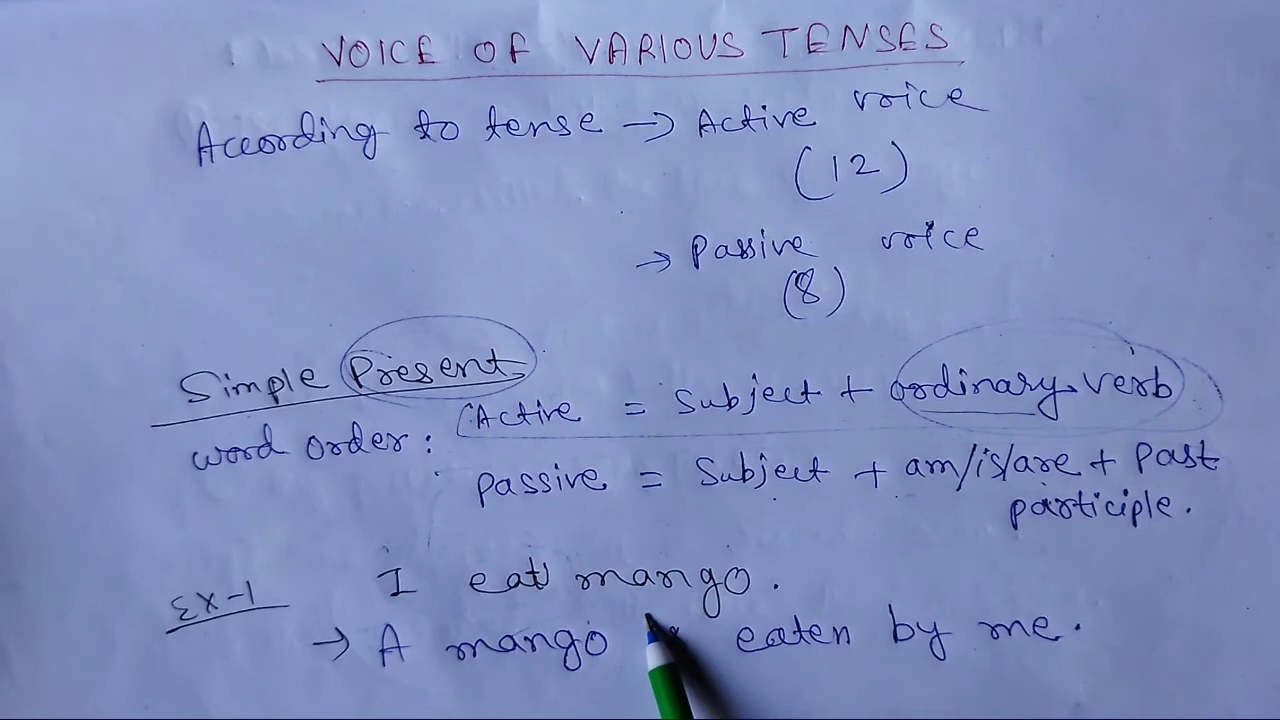 VOICE OF VARIOUS TENSES
According to tense → Active voice
(12)
→ Passive voice
(8)
Simple Present
Active = Subject + ordinary verb
word order:
Passive = Subject + am/is/are + Past
participle.
Ex-1 I eat mango.
→ A mango eaten by me.